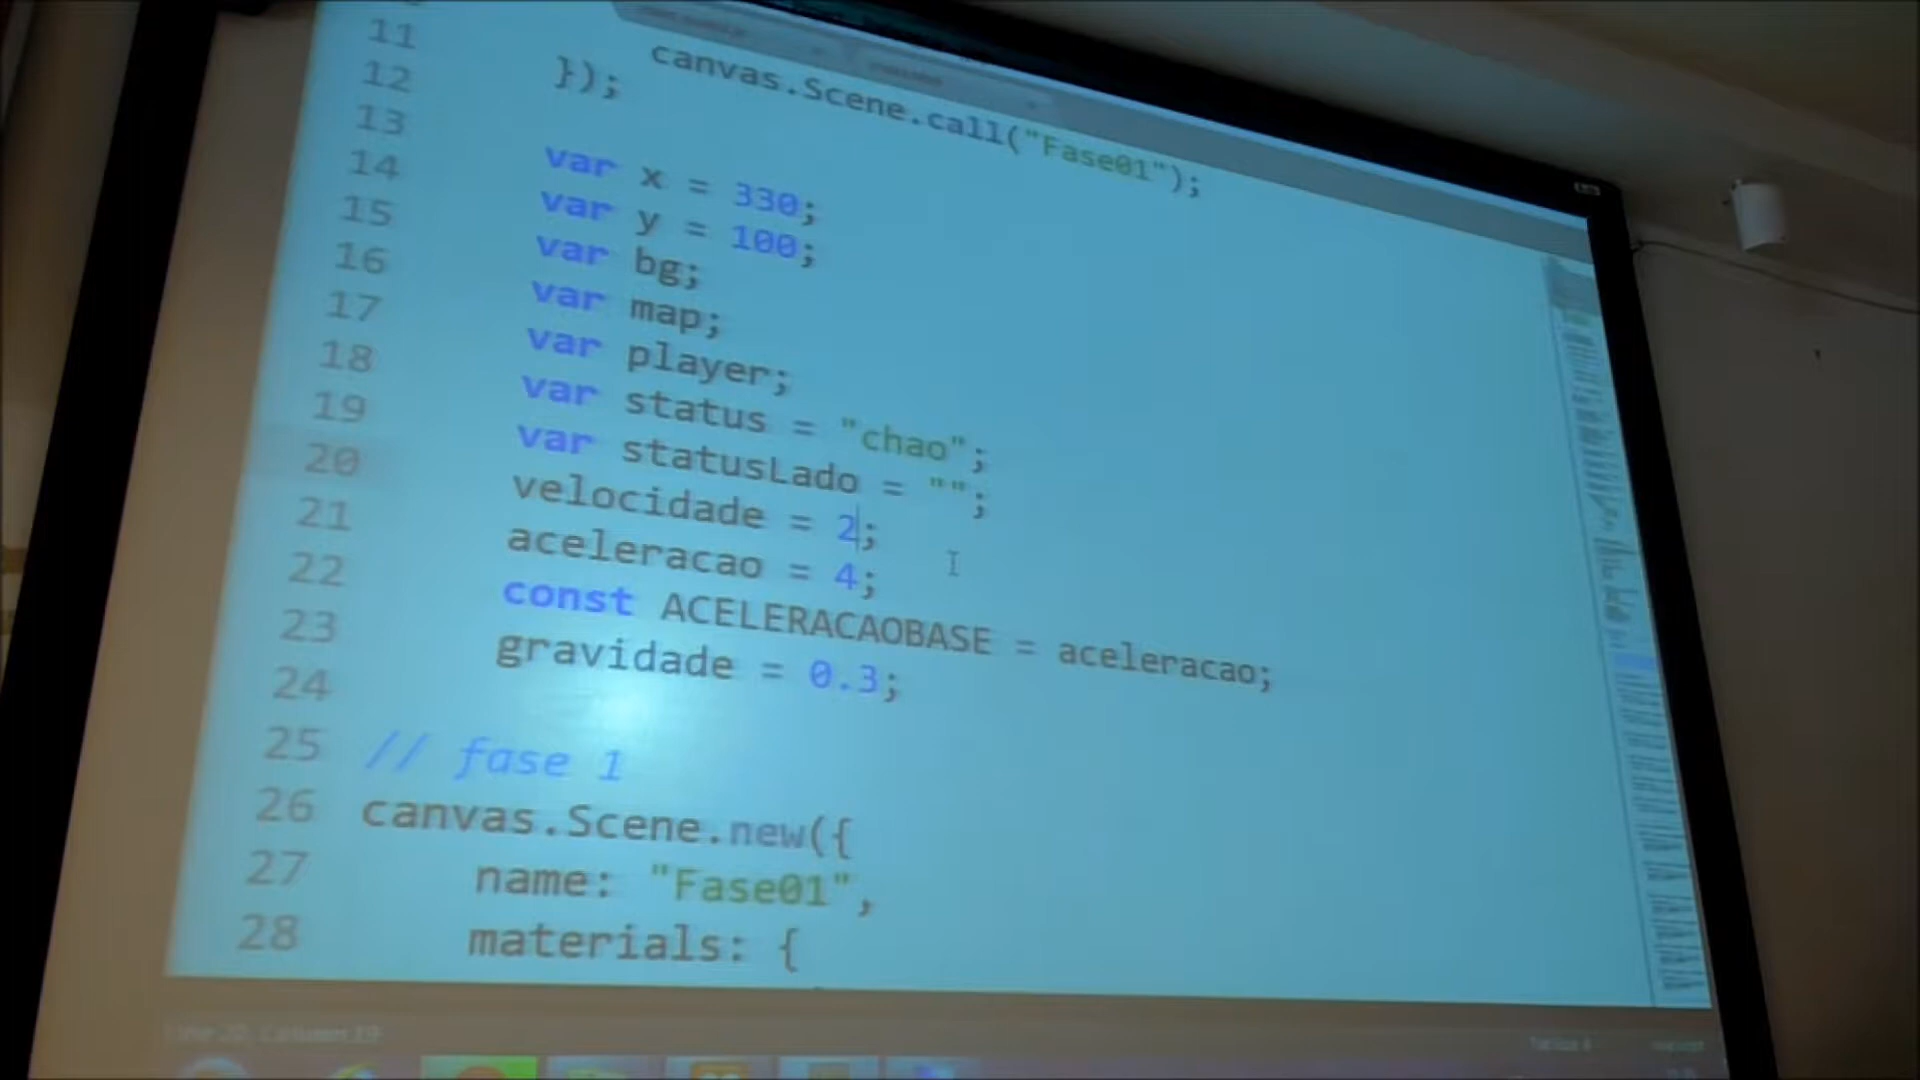 canvas.Scene.call("Fase01");
11 });
12
13 var x = 330;
14 var y = 100;
15 var bg;
16 var map;
17 var player;
18 var status = "chao";
19 var statusLado = "";
20 velocidade = 2;
21 aceleracao = 4;
22 const ACELERACAOBASE = aceleracao;
23 gravidade = 0.3;
24
25 // fase 1
26 canvas.Scene.new({
27 name: "Fase01",
28 materials: {